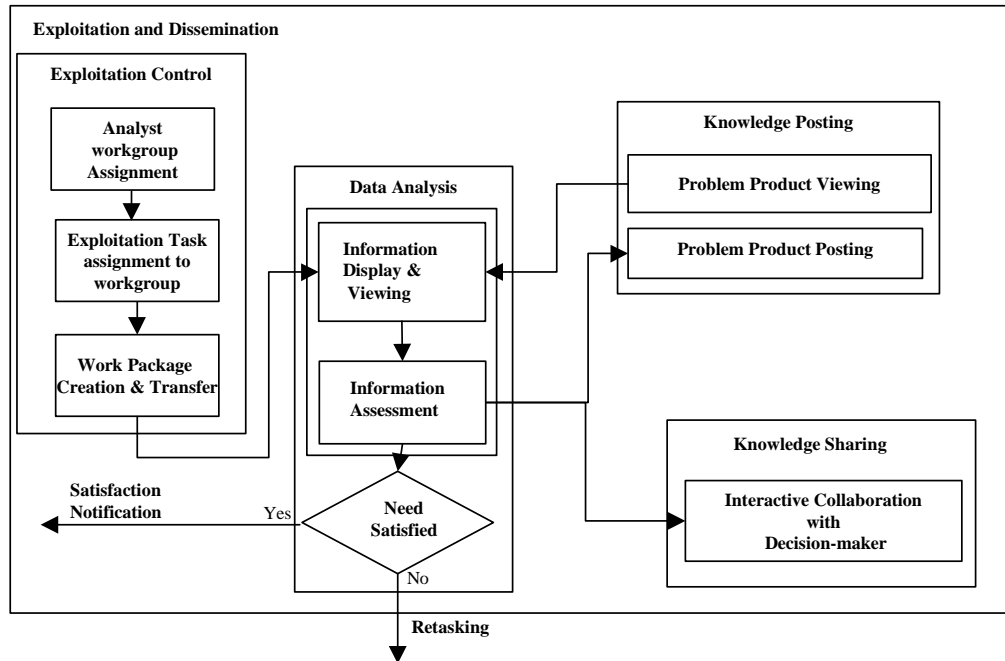 Exploitation and Dissemination
Exploitation Control
Analyst
workgroup
Assignment
Exploitation Task
assignment to
workgroup
Work Package
Creation & Transfer
Data Analysis
Information
Display &
Viewing
Information
Assessment
Need
Satisfied
Yes
Satisfaction
Notification
No
Retasking
Knowledge Posting
Problem Product Viewing
Problem Product Posting
Knowledge Sharing
Interactive Collaboration
with
Decision-maker